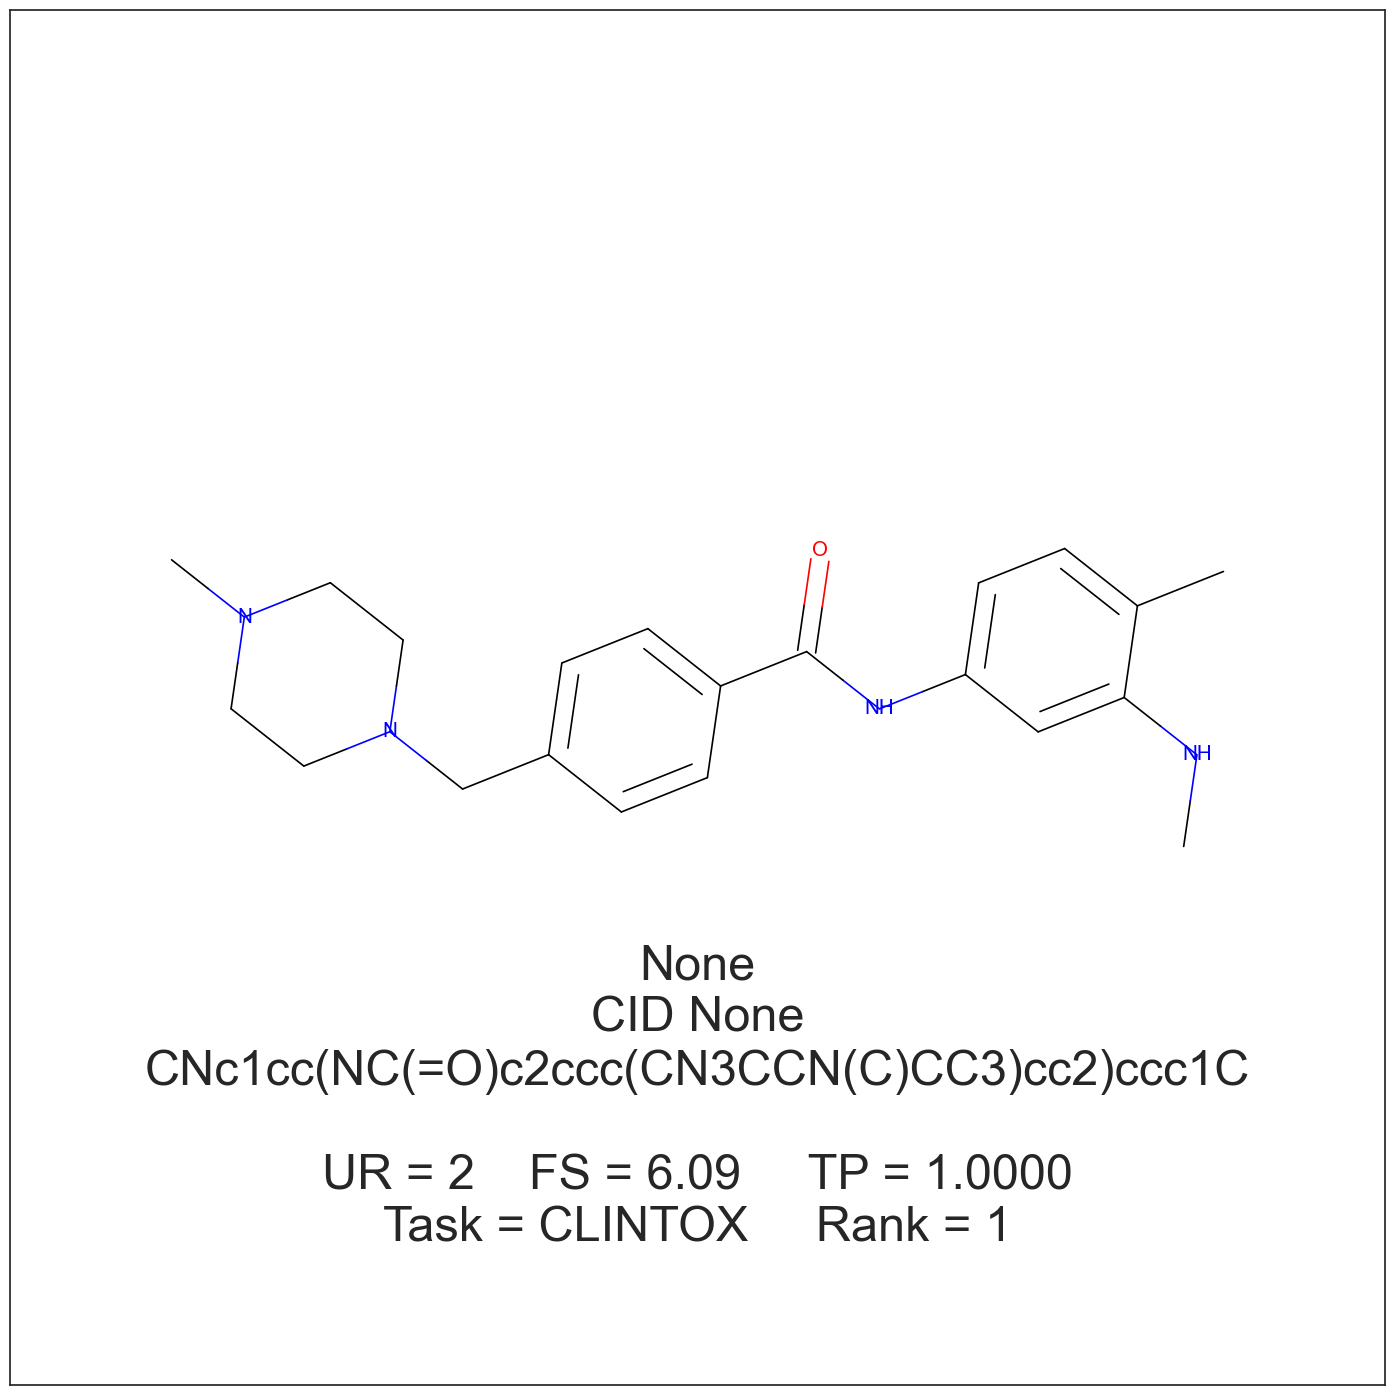 O
N
N
NH
NH
None
CID None
CNc1cc(NC(=O)c2ccc(CN3CCN(C)CC3)cc2)ccc1C
UR = 2 FS = 6.09 TP = 1.0000
Task = CLINTOX Rank = 1